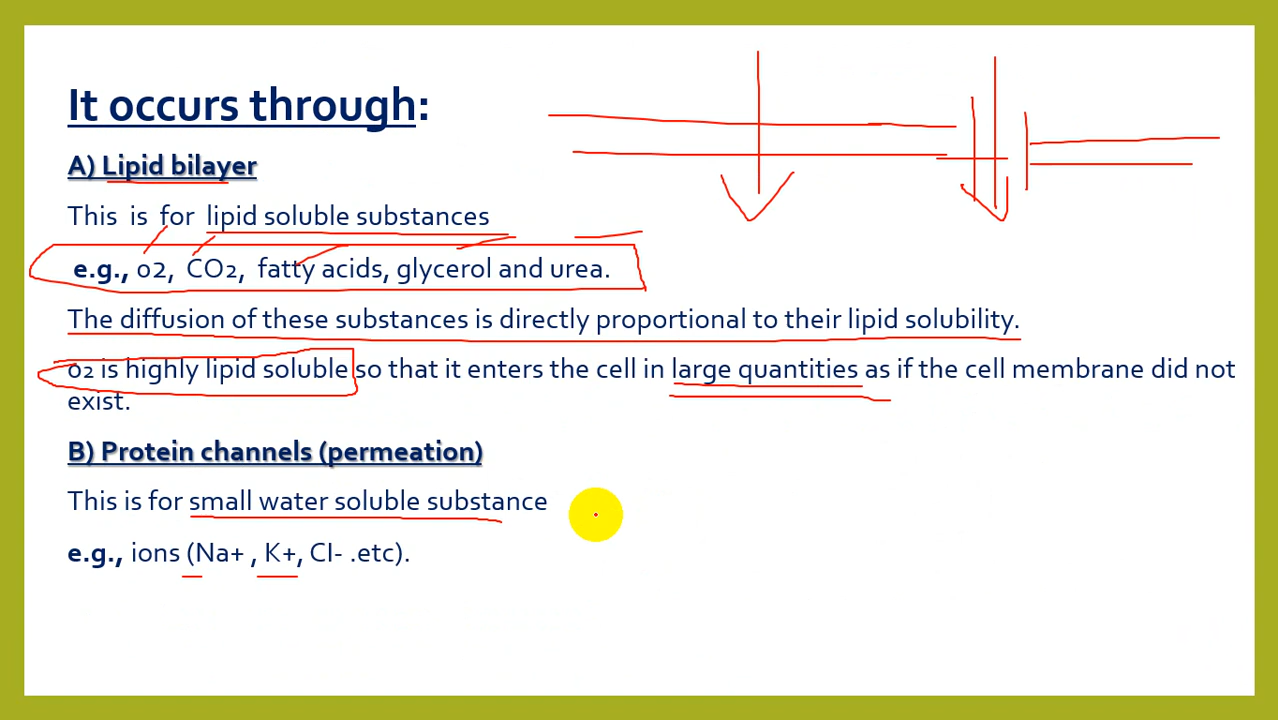 It occurs through:
A) Lipid bilayer
This is for lipid soluble substances
e.g., o2, CO2, fatty acids, glycerol and urea.
The diffusion of these substances is directly proportional to their lipid solubility.
o2 is highly lipid soluble so that it enters the cell in large quantities as if the cell membrane did not
exist.
B) Protein channels (permeation)
This is for small water soluble substance
e.g., ions (Na+ , K+, CI- .etc).